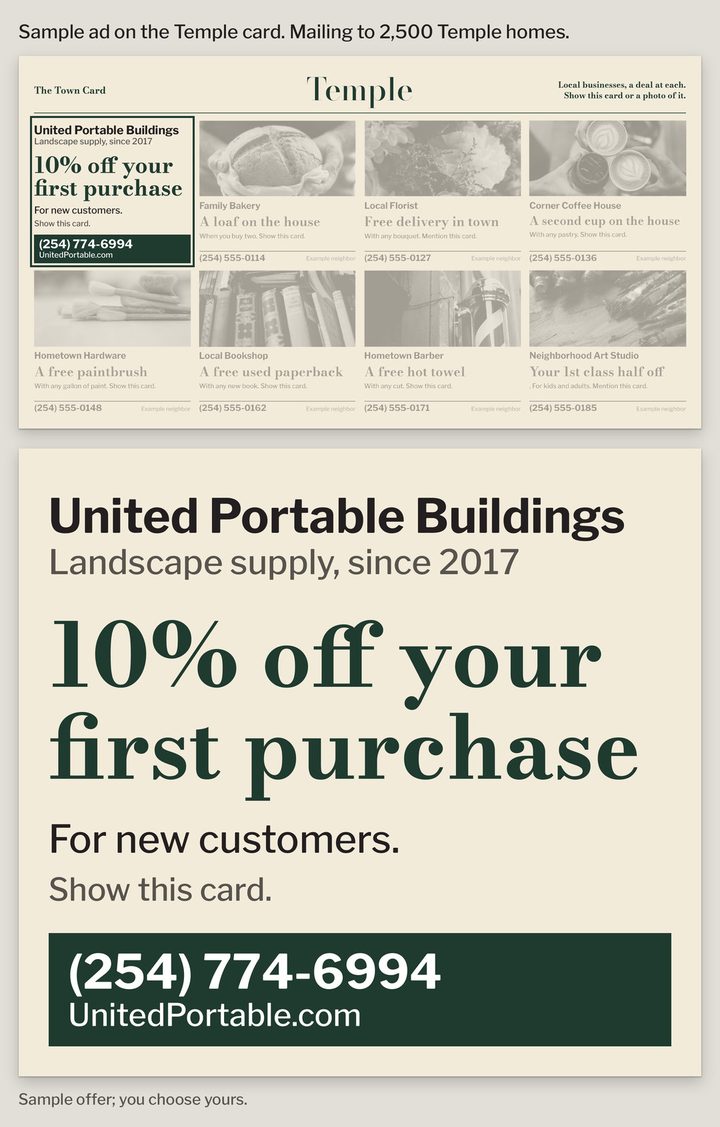 Sample ad on the Temple card. Mailing to 2,500 Temple homes.
The Town Card
Temple
Local businesses, a deal at each.
Show this card or a photo of it.
United Portable Buildings
Landscape supply, since 2017
10% off your
first purchase
For new customers.
Show this card.
(254) 774-6994
UnitedPortable.com
Family Bakery
A loaf on the house
When you buy two. Show this card.
(254) 555-0114
Example neighbor
Local Florist
Free delivery in town
With any bouquet. Mention this card.
(254) 555-0127
Example neighbor
Corner Coffee House
A second cup on the house
With any pastry. Show this card.
(254) 555-0136
Example neighbor
Hometown Hardware
A free paintbrush
With any gallon of paint. Show this card.
(254) 555-0148
Example neighbor
Local Bookshop
A free used paperback
With any new book. Show this card.
(254) 555-0162
Example neighbor
Hometown Barber
A free hot towel
With any cut. Show this card.
(254) 555-0171
Example neighbor
Neighborhood Art Studio
Your 1st class half off
For kids and adults. Mention this card.
(254) 555-0185
Example neighbor
United Portable Buildings
Landscape supply, since 2017
10% off your
first purchase
For new customers.
Show this card.
(254) 774-6994
UnitedPortable.com
Sample offer; you choose yours.